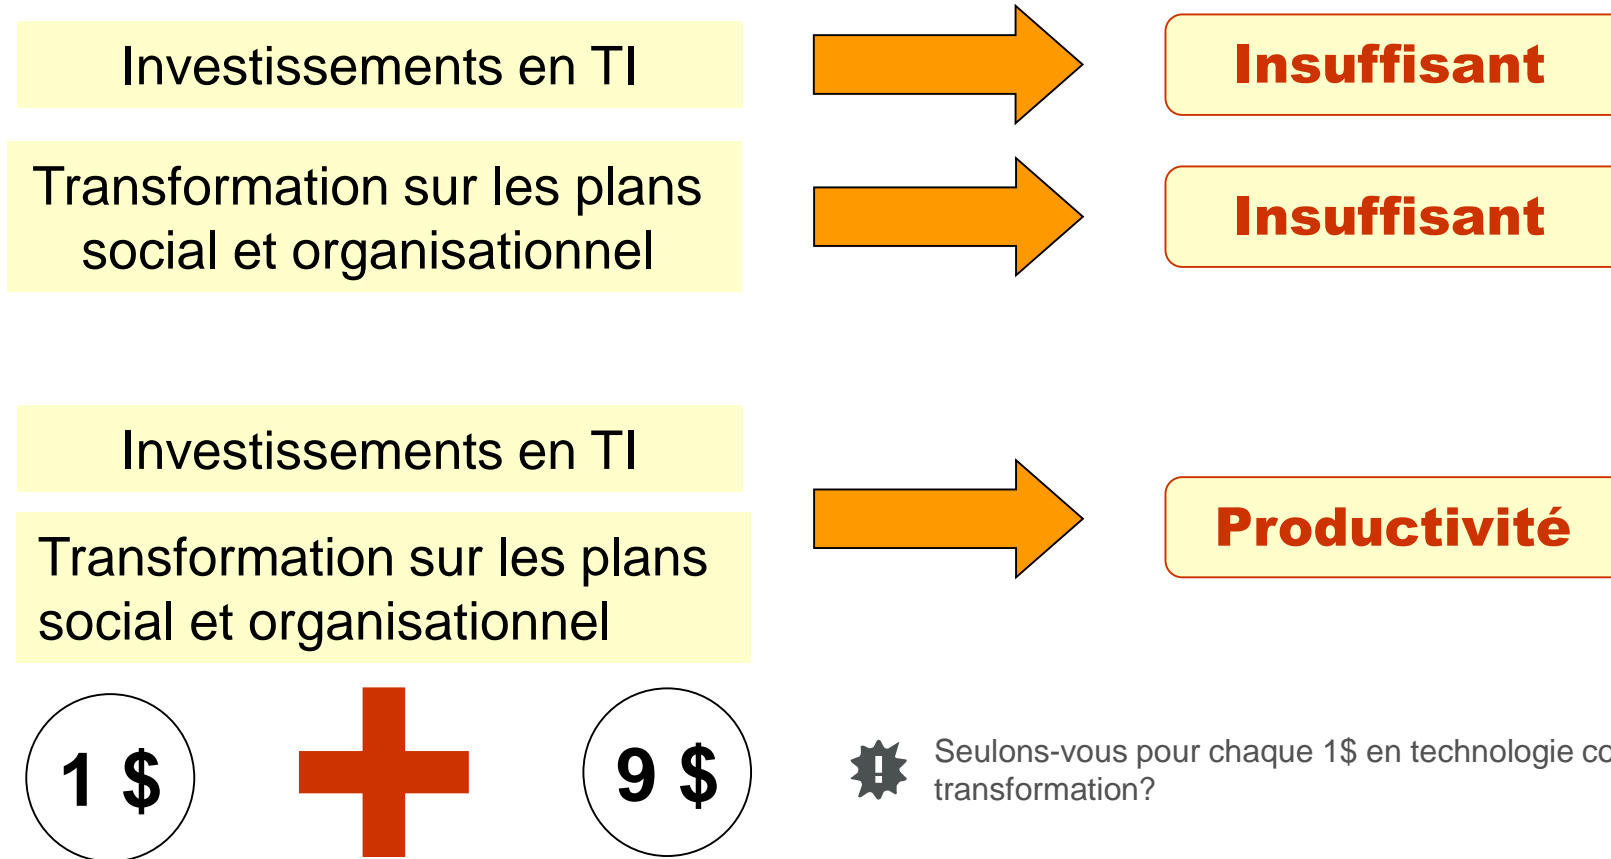 Investissements en TI
Insuffisant
Transformation sur les plans
social et organisationnel
Insuffisant
Investissements en TI
Transformation sur les plans
social et organisationnel
Productivité
1 $
9 $
Seulons-vous pour chaque 1$ en technologie
transformation?